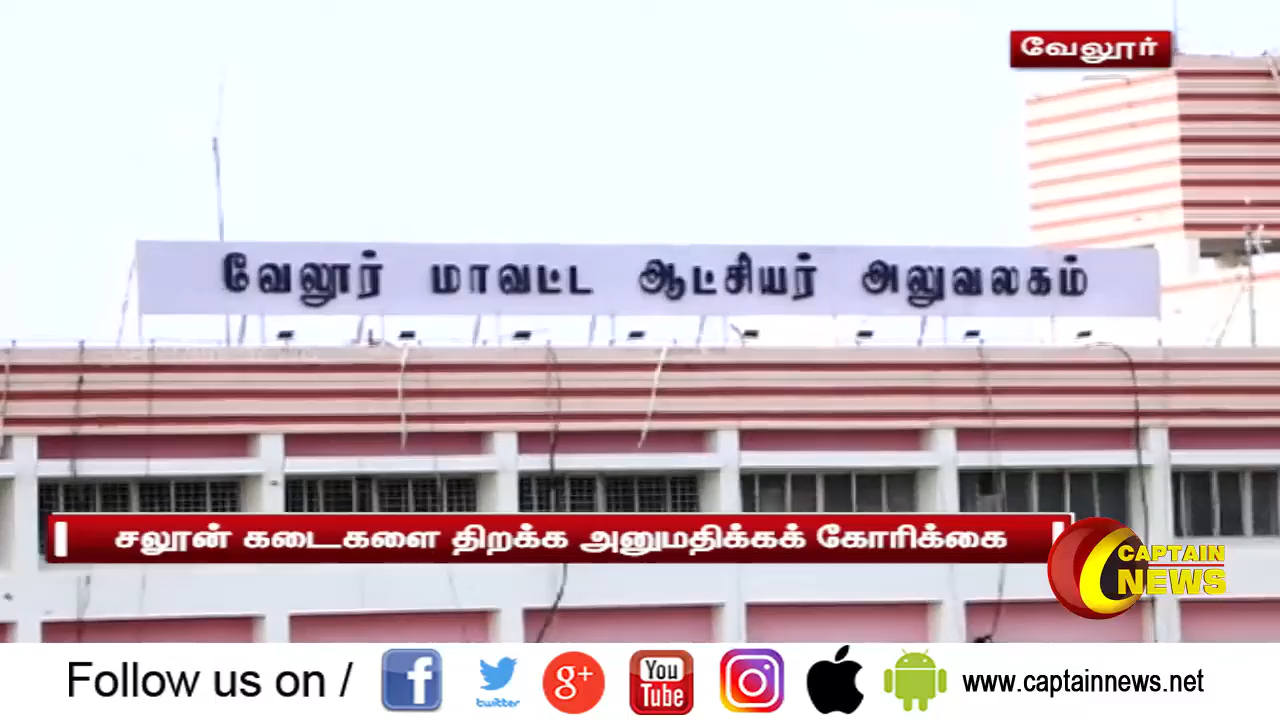 வேலூர்
வேலூர் மாவட்ட ஆட்சியர் அலுவலகம்
சலூன் கடைகளை திறக்க அனுமதிக்கக் கோரிக்கை
CAPTAIN
NEWS
Follow us on /
twitter
g+
You
Tube
www.captainnews.net